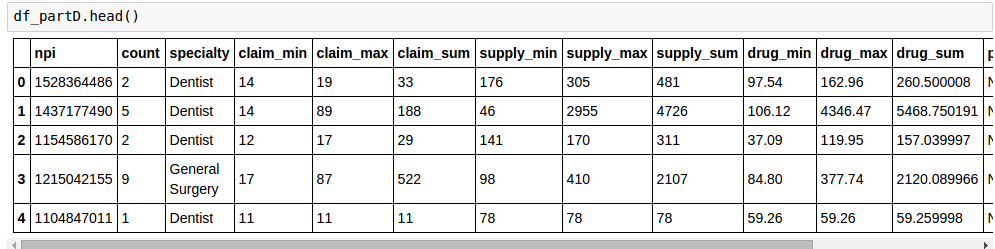 df_partD.head()
npi count specialty claim_min claim_max claim_sum supply_min supply_max supply_sum drug_min drug_max drug_sum p
0 1528364486 2 Dentist 14 19 33 176 305 481 97.54 162.96 260.500008 N
1 1437177490 5 Dentist 14 89 188 46 2955 4726 106.12 4346.47 5468.750191 N
2 1154586170 2 Dentist 12 17 29 141 170 311 37.09 119.95 157.039997 N
3 1215042155 9 General Surgery 17 87 522 98 410 2107 84.80 377.74 2120.089966 N
4 1104847011 1 Dentist 11 11 11 78 78 78 59.26 59.26 59.259998 N